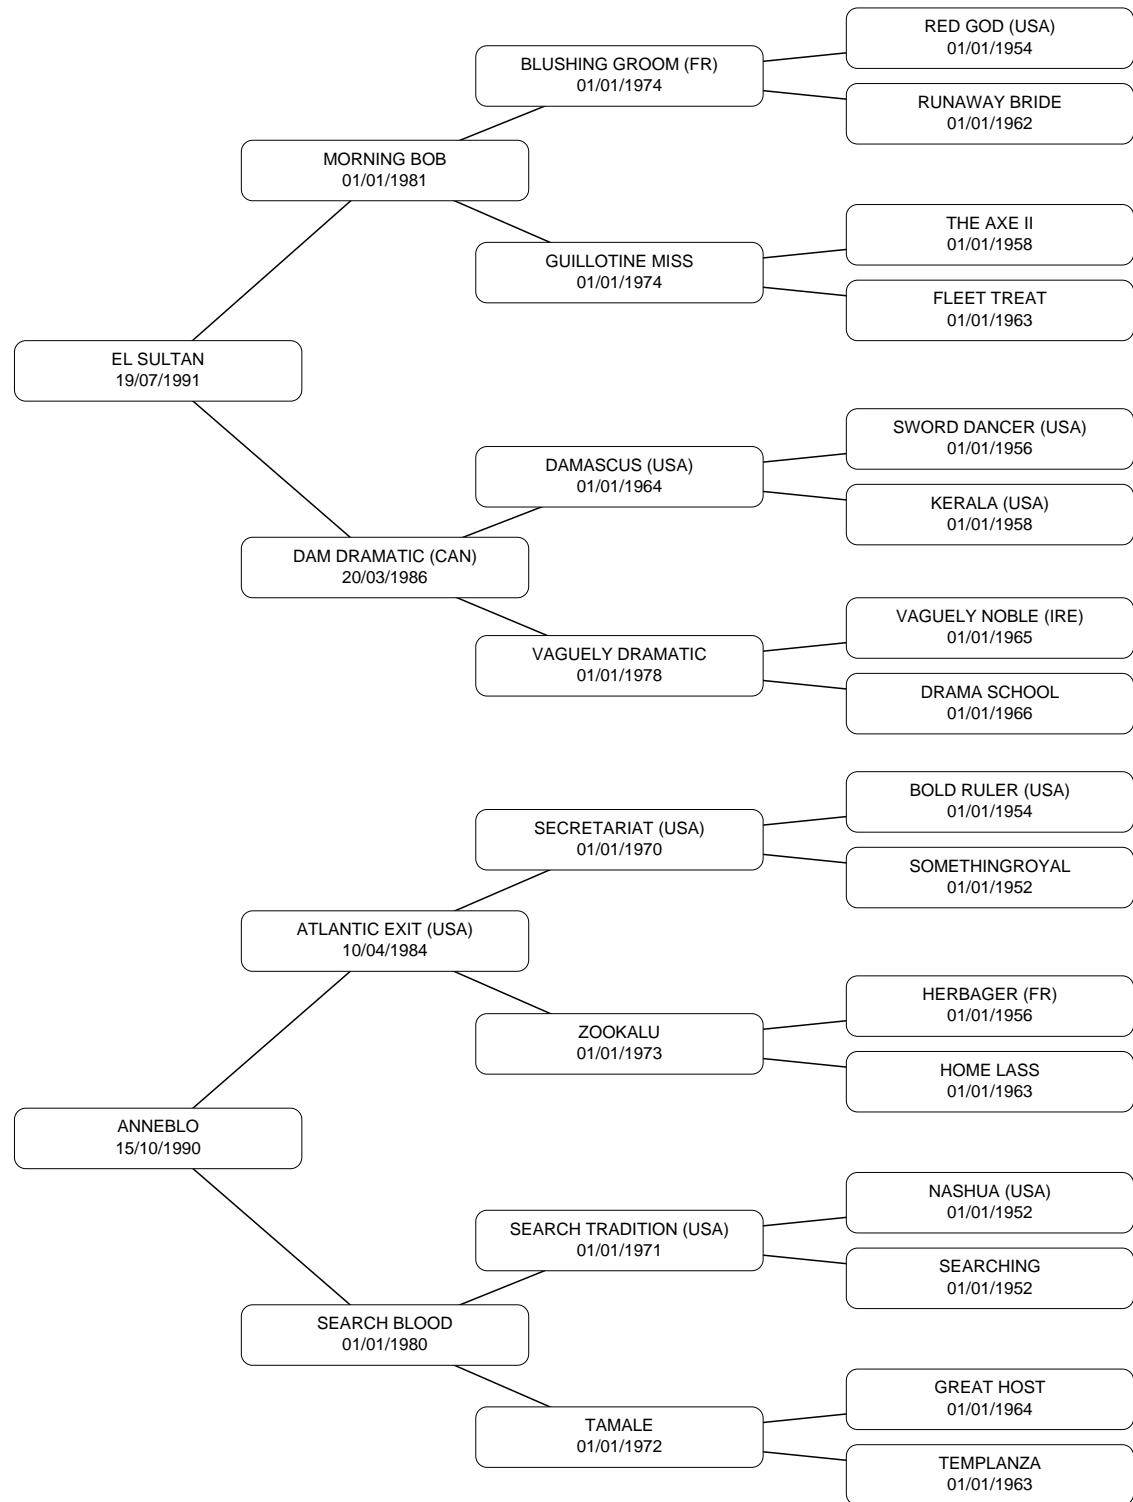 RED GOD (USA)
01/01/1954
BLUSHING GROOM (FR)
01/01/1974
RUNAWAY BRIDE
01/01/1962
MORNING BOB
01/01/1981
THE AXE II
01/01/1958
GUILLOTINE MISS
01/01/1974
FLEET TREAT
01/01/1963
EL SULTAN
19/07/1991
SWORD DANCER (USA)
01/01/1956
DAMASCUS (USA)
01/01/1964
KERALA (USA)
01/01/1958
DAM DRAMATIC (CAN)
20/03/1986
VAGUELY NOBLE (IRE)
01/01/1965
VAGUELY DRAMATIC
01/01/1978
DRAMA SCHOOL
01/01/1966
BOLD RULER (USA)
01/01/1954
SECRETARIAT (USA)
01/01/1970
SOMETHINGROYAL
01/01/1952
ATLANTIC EXIT (USA)
10/04/1984
HERBAGER (FR)
01/01/1956
ZOOKALU
01/01/1973
HOME LASS
01/01/1963
ANNEBLO
15/10/1990
NASHUA (USA)
01/01/1952
SEARCH TRADITION (USA)
01/01/1971
SEARCHING
01/01/1952
SEARCH BLOOD
01/01/1980
GREAT HOST
01/01/1964
TAMALE
01/01/1972
TEMPLANZA
01/01/1963